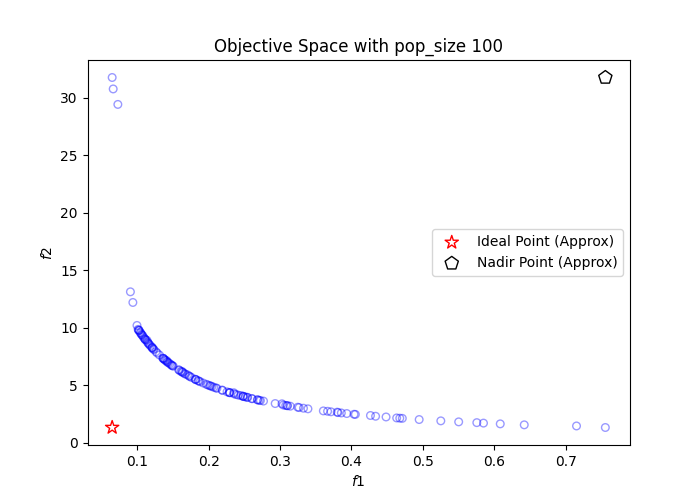 Objective Space with pop_size 100
f2
30
25
20
15
10
5
0
Ideal Point (Approx)
Nadir Point (Approx)
0.1 0.2 0.3 0.4 0.5 0.6 0.7
f1